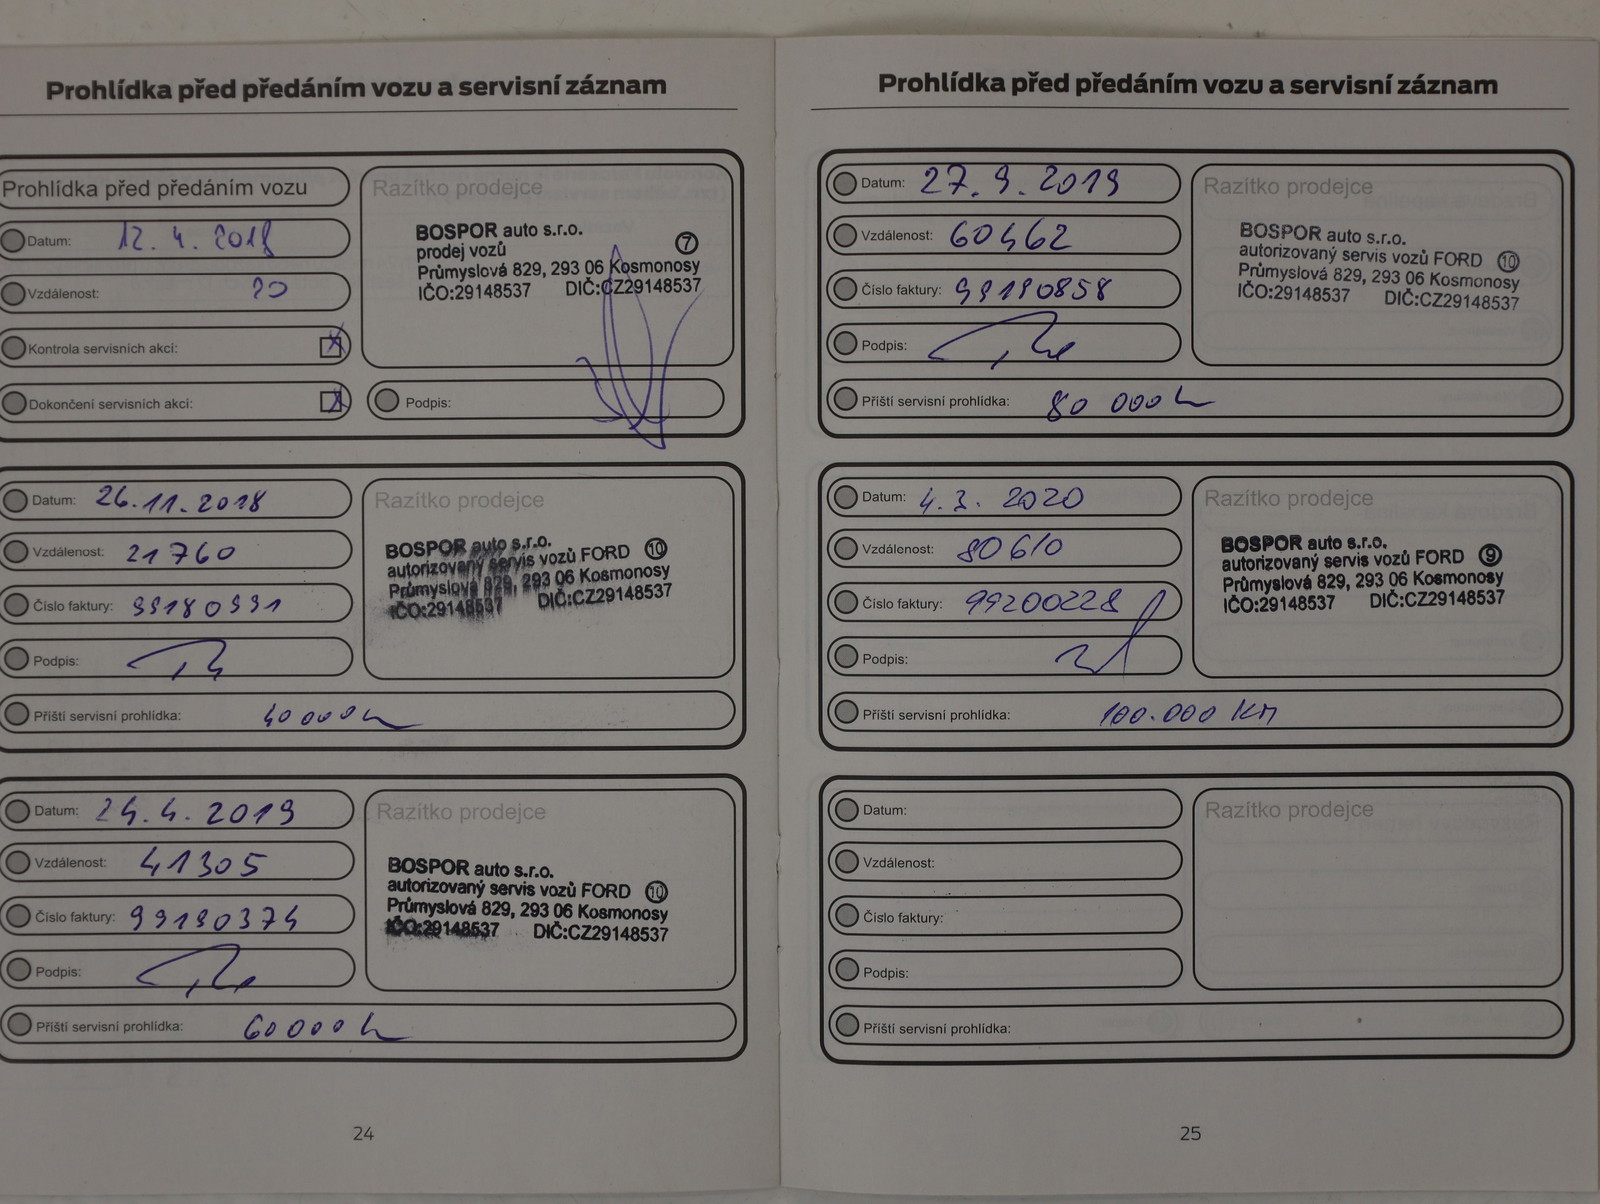 Prohlídka před předáním vozu a servisní záznam
Prohlídka před předáním vozu
Datum: 12. 4. 2018
Vzdálenost: 20
Kontrola servisních akcí: X
Dokončení servisních akcí: X
Razítko prodejce
BOSPOR auto s.r.o.
prodej vozů 7
Průmyslová 829, 293 06 Kosmonosy
IČO:29148537 DIČ:CZ29148537
Podpis:
Datum: 26.11.2018
Vzdálenost: 21760
Číslo faktury: 99180991
Podpis:
Příští servisní prohlídka: 40000
Razítko prodejce
BOSPOR auto s.r.o.
autorizovaný servis vozů FORD 10
Průmyslová 829, 293 06 Kosmonosy
IČO:29148537 DIČ:CZ29148537
Datum: 24.4.2019
Vzdálenost: 41305
Číslo faktury: 99190374
Podpis:
Příští servisní prohlídka: 60000
Razítko prodejce
BOSPOR auto s.r.o.
autorizovaný servis vozů FORD 10
Průmyslová 829, 293 06 Kosmonosy
IČO:29148537 DIČ:CZ29148537
24
Prohlídka před předáním vozu a servisní záznam
Datum: 27.9.2019
Vzdálenost: 60462
Číslo faktury: 99190858
Podpis:
Příští servisní prohlídka: 80 000
Razítko prodejce
BOSPOR auto s.r.o.
autorizovaný servis vozů FORD 10
Průmyslová 829, 293 06 Kosmonosy
IČO:29148537 DIČ:CZ29148537
Datum: 4.3. 2020
Vzdálenost: 80610
Číslo faktury: 99200228
Podpis:
Příští servisní prohlídka: 100.000 KM
Razítko prodejce
BOSPOR auto s.r.o.
autorizovaný servis vozů FORD 9
Průmyslová 829, 293 06 Kosmonosy
IČO:29148537 DIČ:CZ29148537
Datum:
Vzdálenost:
Číslo faktury:
Podpis:
Příští servisní prohlídka:
Razítko prodejce
25